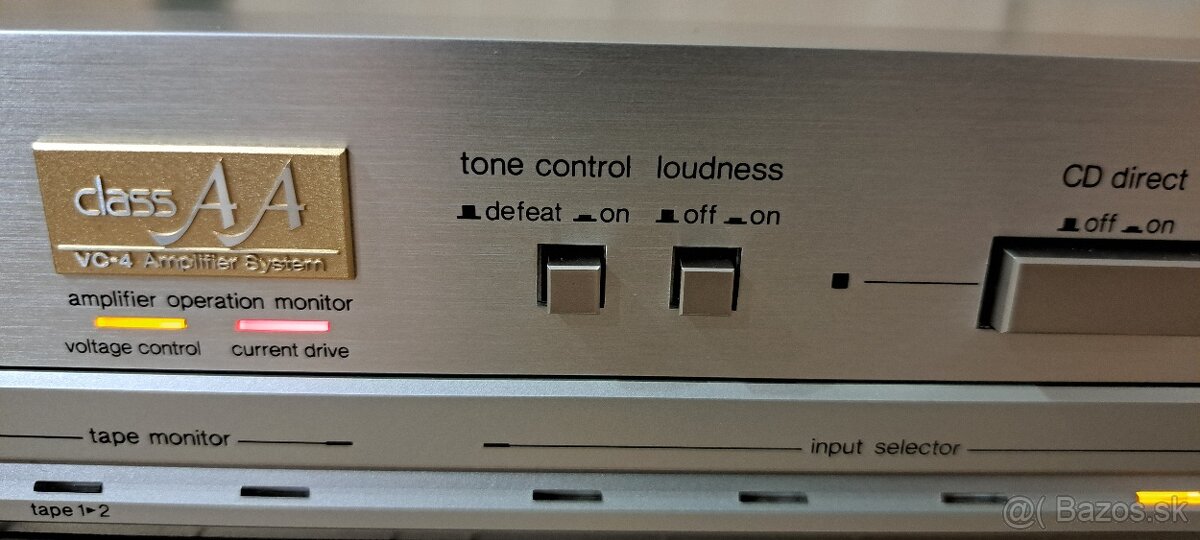 class AA
VC-4 Amplifier System
amplifier operation monitor
voltage control current drive
tone control loudness
defeat on off on
CD direct
off on
tape monitor
input selector
tape 1▸2
@( Bazos.sk